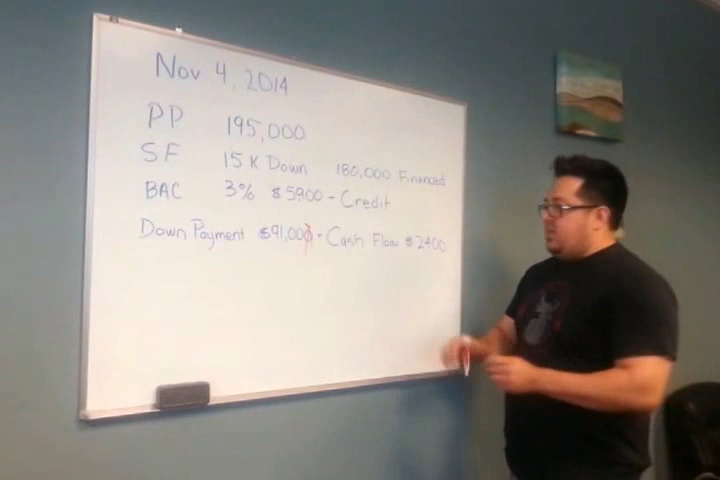 Nov 4, 2014
PP 195,000
SF 15 K Down 180,000 Financed
BAC 3% $5900 - Credit
Down Payment $91,000 - Cash Flow $2400